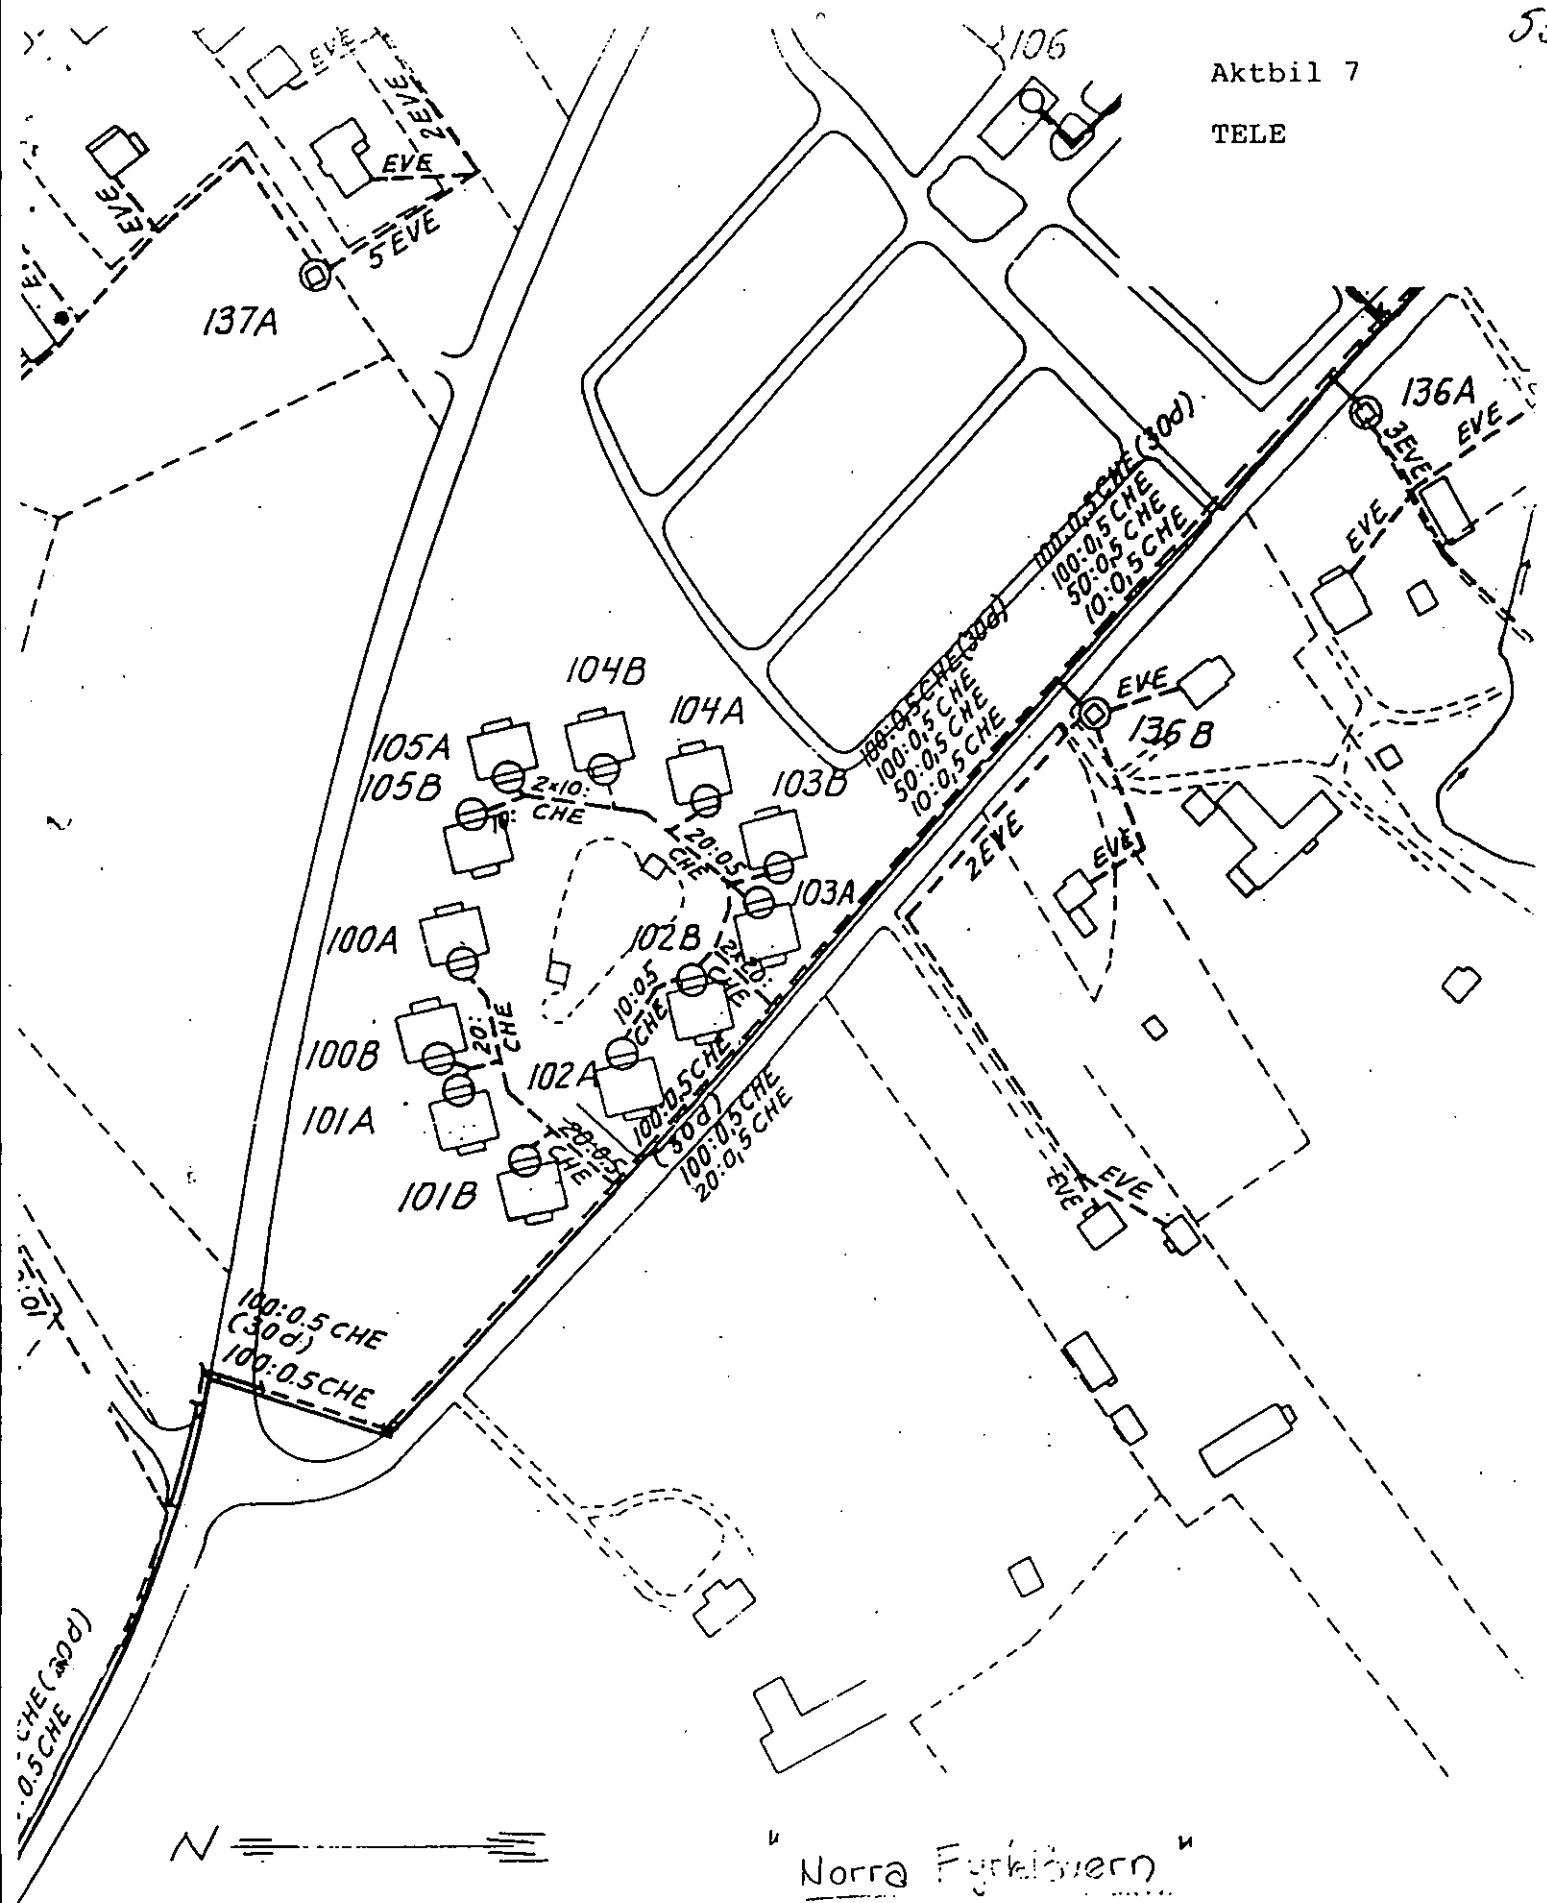 106
Aktbil 7
TELE
EVE
2EVE
EVE
EVE
5EVE
137A
136A
3EVE
EVE
EVE
100:0,5CHE(30d)
100:0,5CHE
50:0,5CHE
10:0,5CHE
104B
104A
105A
105B
2x10:
CHE
103B
100:0,5CHE(30d)
100:0,5CHE
50:0,5CHE
10:0,5CHE
EVE
136B
20:0.5
CHE
2EVE
EVE
103A
100A
102B
2x10:
CHE
10:0.5
CHE
20:
CHE
100B
102A
101A
100:0.5CHE
(30d)
100:0,5CHE
20:0,5CHE
20:0.5
CHE
101B
EVE
EVE
100:0.5CHE
(30d)
100:0.5CHE
CHE(30d)
0.5CHE
N
"Norra"